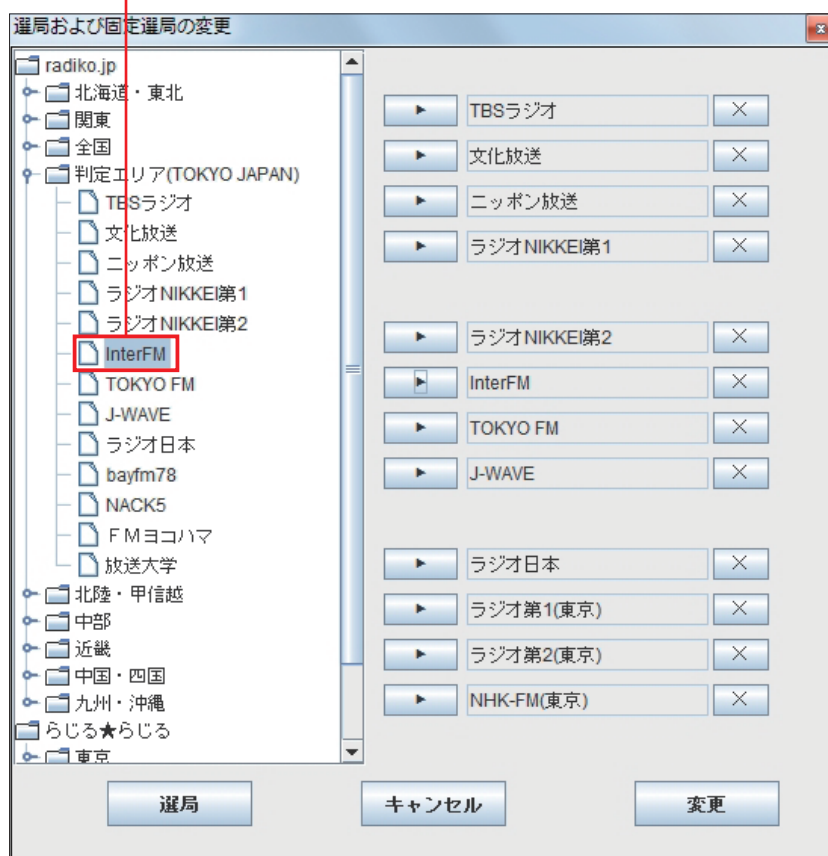 選局および固定選局の変更
radiko.jp
北海道・東北
関東
全国
判定エリア(TOKYO JAPAN)
TBSラジオ
文化放送
ニッポン放送
ラジオNIKKEI第1
ラジオNIKKEI第2
InterFM
TOKYO FM
J-WAVE
ラジオ日本
bayfm78
NACK5
ＦＭヨコハマ
放送大学
北陸・甲信越
中部
近畿
中国・四国
九州・沖縄
らじる★らじる
東京
TBSラジオ
文化放送
ニッポン放送
ラジオNIKKEI第1
ラジオNIKKEI第2
InterFM
TOKYO FM
J-WAVE
ラジオ日本
ラジオ第1(東京)
ラジオ第2(東京)
NHK-FM(東京)
選局
キャンセル
変更